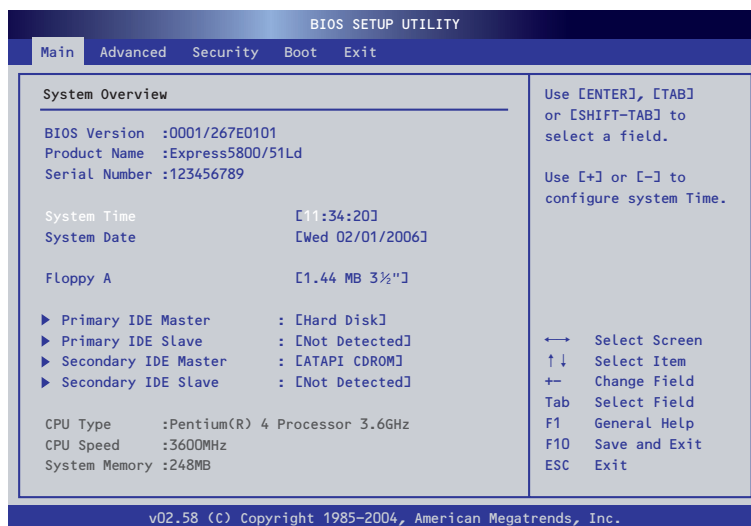 BIOS SETUP UTILITY
Main Advanced Security Boot Exit
System Overview
BIOS Version :0001/267E0101
Product Name :Express5800/51Ld
Serial Number :123456789
System Time [11:34:20]
System Date [Wed 02/01/2006]
Floppy A [1.44 MB 3½"]
▶ Primary IDE Master : [Hard Disk]
▶ Primary IDE Slave : [Not Detected]
▶ Secondary IDE Master : [ATAPI CDROM]
▶ Secondary IDE Slave : [Not Detected]
CPU Type :Pentium(R) 4 Processor 3.6GHz
CPU Speed :3600MHz
System Memory :248MB
Use [ENTER], [TAB]
or [SHIFT-TAB] to
select a field.
Use [+] or [-] to
configure system Time.
←→ Select Screen
↑↓ Select Item
+- Change Field
Tab Select Field
F1 General Help
F10 Save and Exit
ESC Exit
v02.58 (C) Copyright 1985-2004, American Megatrends, Inc.